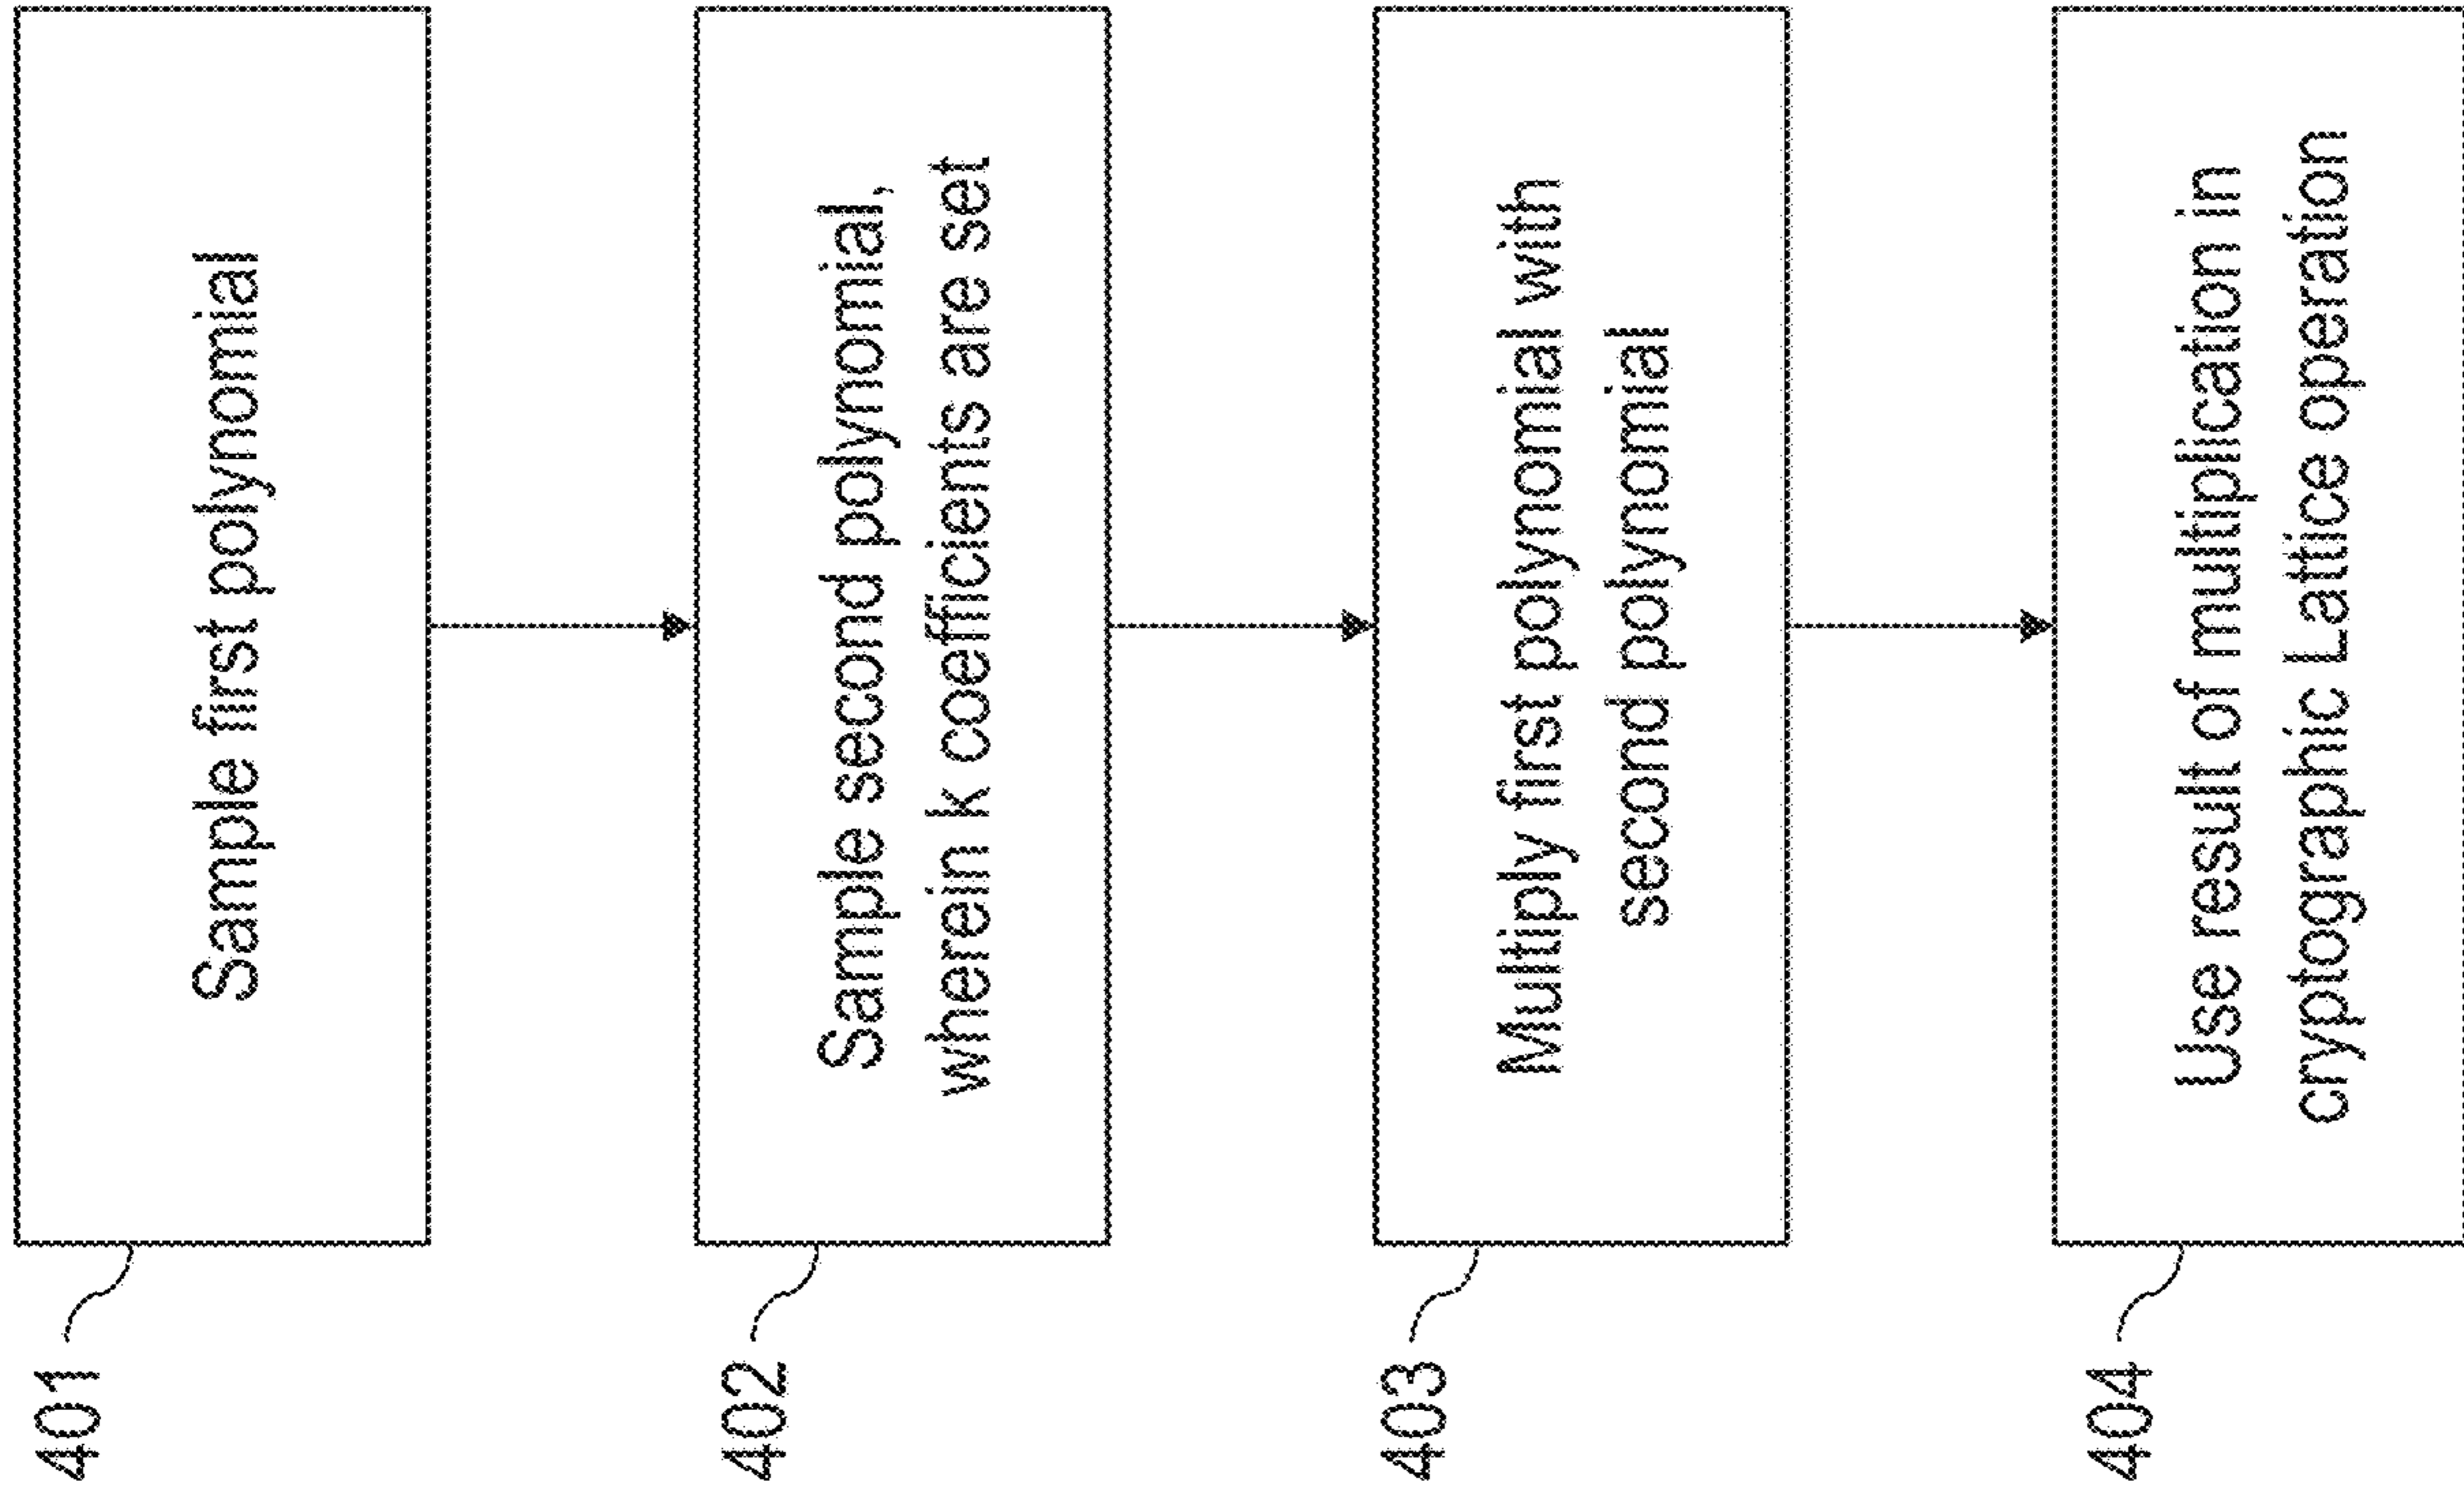 401
Sample first polynomial
402
Sample second polynomial,
wherein k coefficients are set
403
Multiply first polynomial with
second polynomial
404
Use result of multiplication in
cryptographic Lattice operation